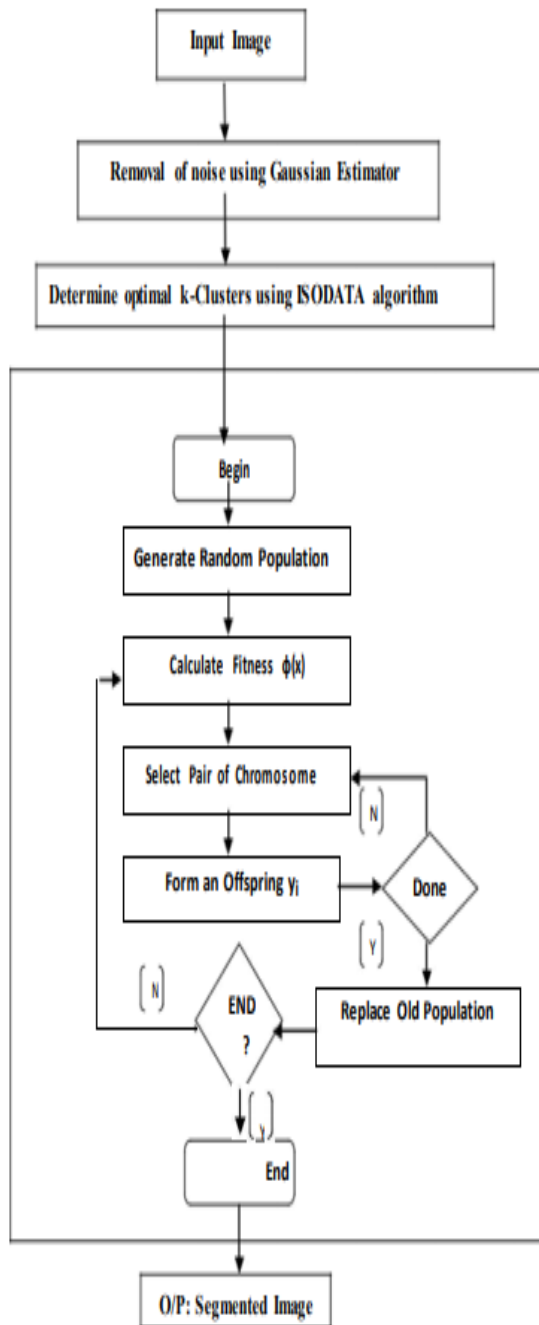 Input Image
Removal of noise using Gaussian Estimator
Determine optimal k-Clusters using ISODATA algorithm
Begin
Generate Random Population
Calculate Fitness ϕ(x)
Select Pair of Chromosome
[ N ]
Form an Offspring yi
Done
[ Y ]
[ N ]
END
?
Replace Old Population
[ y ]
End
O/P: Segmented Image